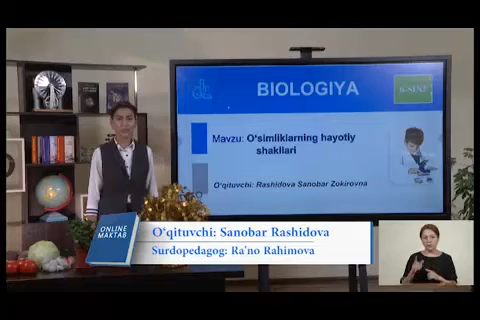 BIOLOGIYA
6-SINF
Mavzu: O'simliklarning hayotiy
shakllari
O'qituvchi: Rashidova Sanobar Zokirovna
ONLINE
MAKTAB
O'qituvchi: Sanobar Rashidova
Surdopedagog: Ra'no Rahimova